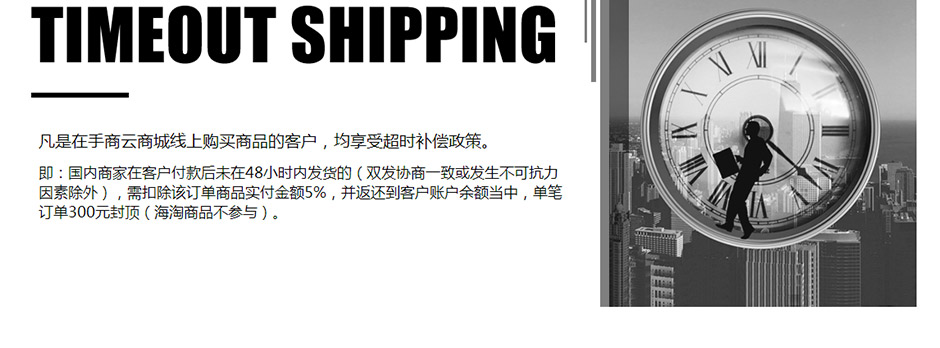 TIMEOUT SHIPPING
凡是在手商云商城线上购买商品的客户，均享受超时补偿政策。
即：国内商家在客户付款后未在48小时内发货的（双发协商一致或发生不可抗力
因素除外），需扣除该订单商品实付金额5%，并返还到客户账户余额当中，单笔
订单300元封顶（海淘商品不参与）。